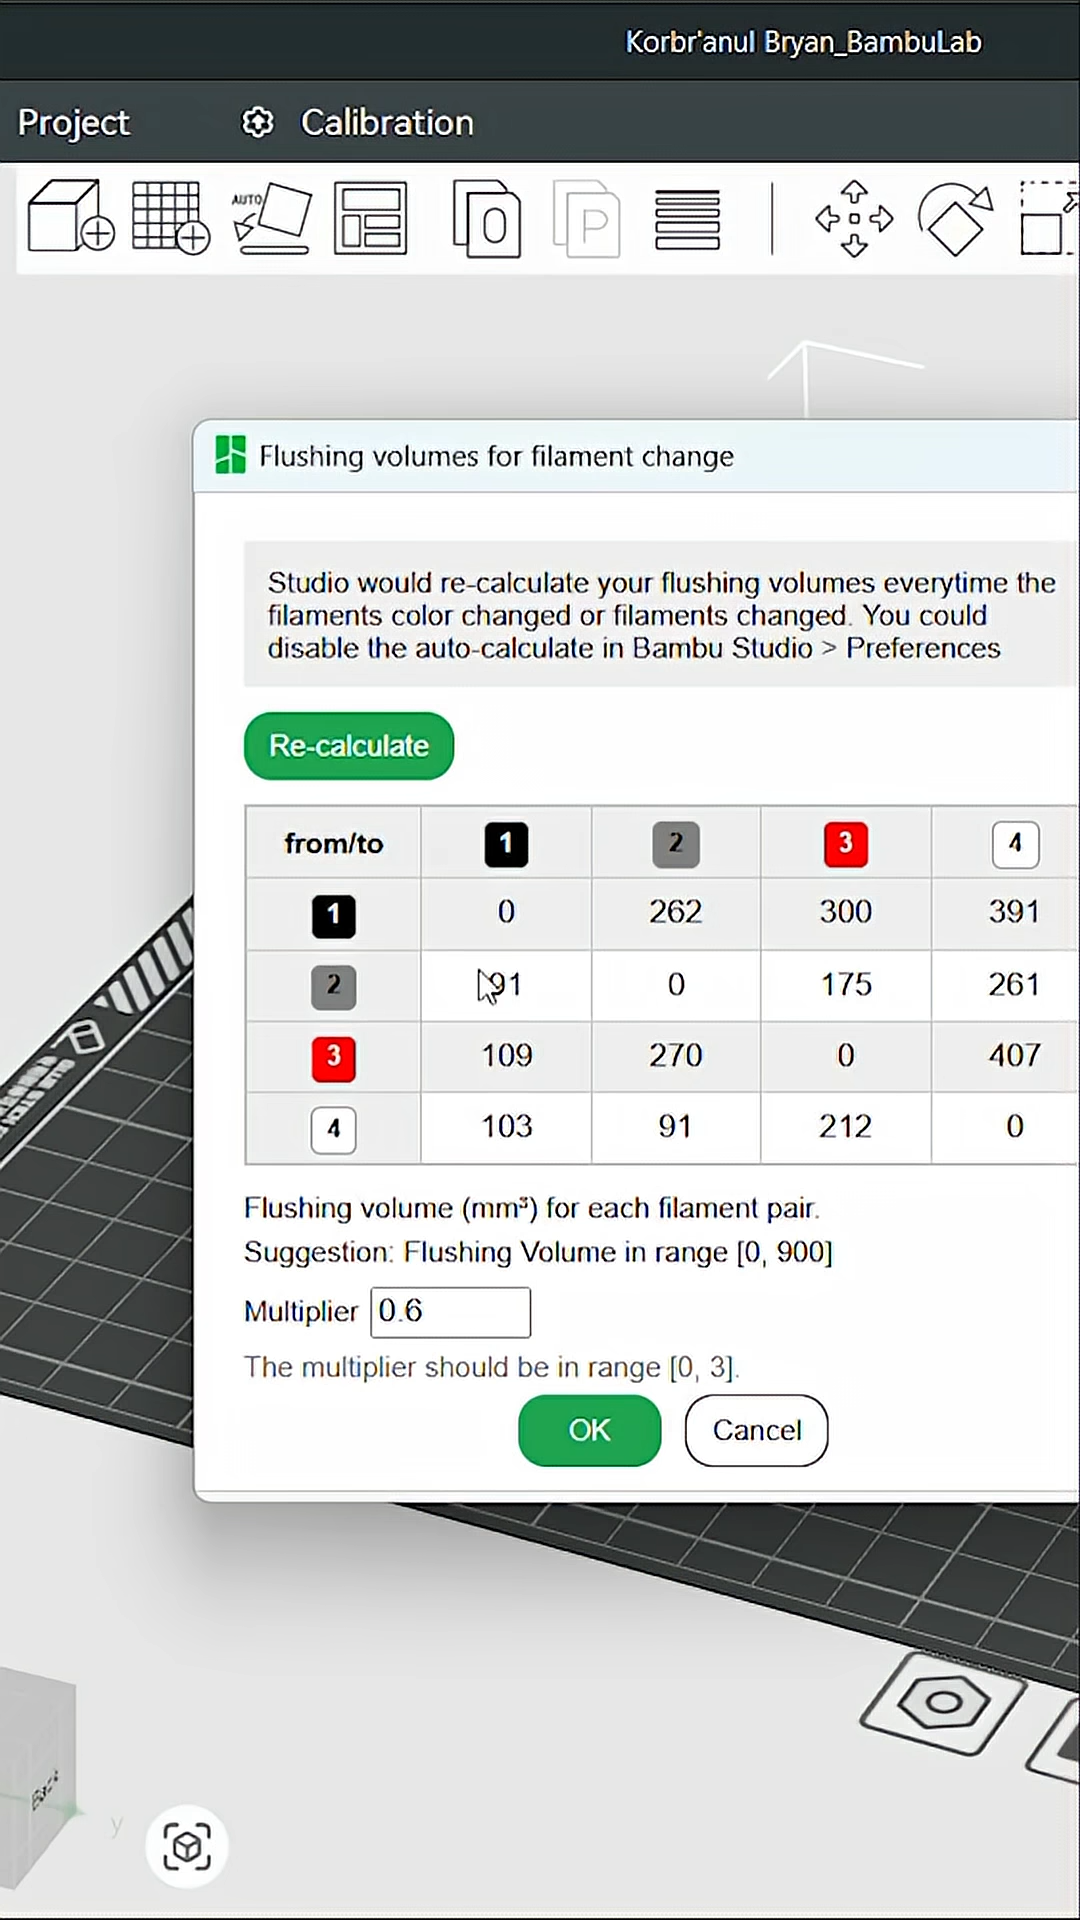 Korbr'anul Bryan_BambuLab
Project Calibration
AUTO
O P
Flushing volumes for filament change
Studio would re-calculate your flushing volumes everytime the
filaments color changed or filaments changed. You could
disable the auto-calculate in Bambu Studio > Preferences
Re-calculate
from/to 1 2 3 4
1 0 262 300 391
2 91 0 175 261
3 109 270 0 407
4 103 91 212 0
Flushing volume (mm³) for each filament pair.
Suggestion: Flushing Volume in range [0, 900]
Multiplier 0.6
The multiplier should be in range [0, 3].
OK Cancel
Back
y